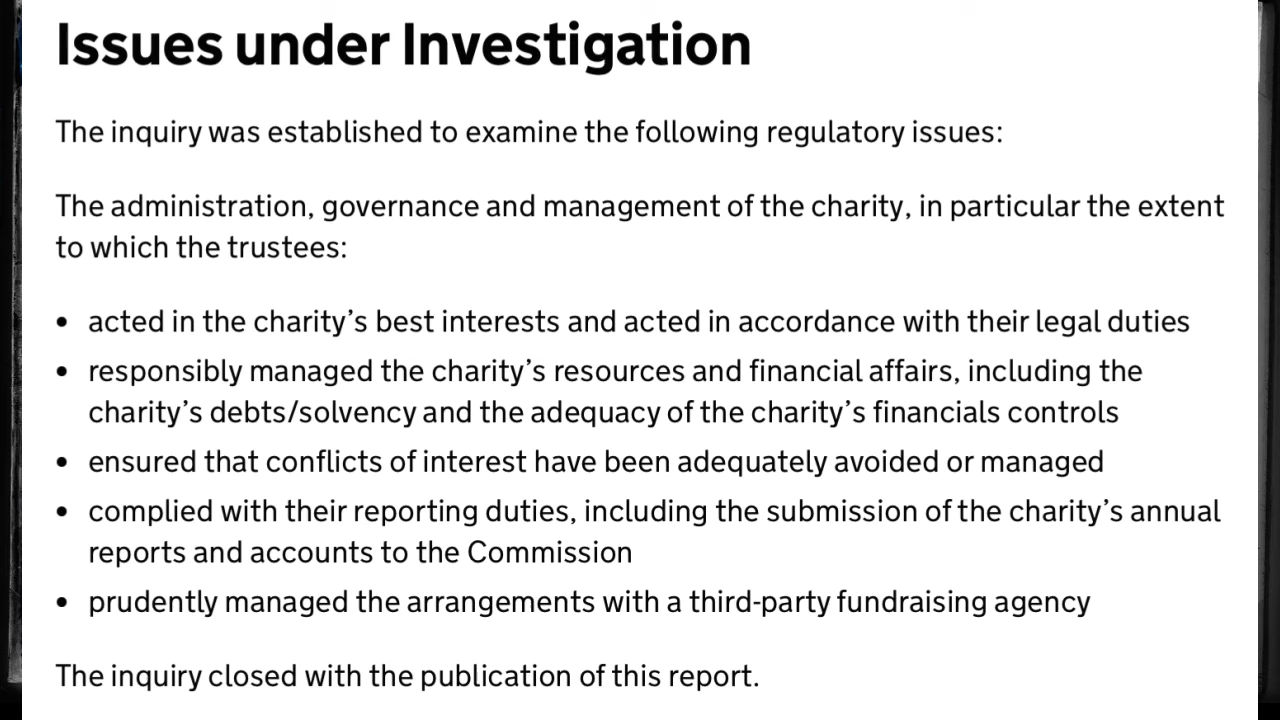 Issues under Investigation
The inquiry was established to examine the following regulatory issues:
The administration, governance and management of the charity, in particular the extent
to which the trustees:
• acted in the charity’s best interests and acted in accordance with their legal duties
• responsibly managed the charity’s resources and financial affairs, including the
charity’s debts/solvency and the adequacy of the charity’s financials controls
• ensured that conflicts of interest have been adequately avoided or managed
• complied with their reporting duties, including the submission of the charity’s annual
reports and accounts to the Commission
• prudently managed the arrangements with a third-party fundraising agency
The inquiry closed with the publication of this report.